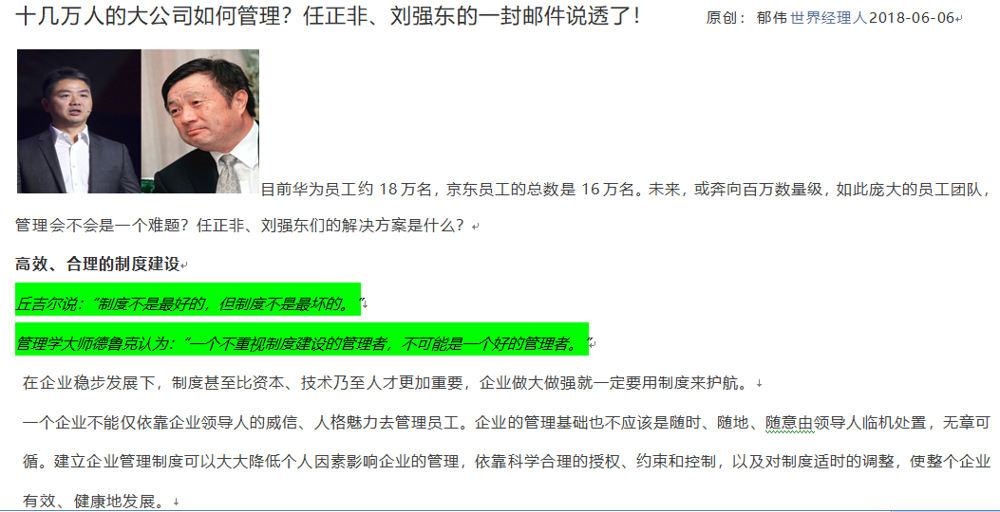 十几万人的大公司如何管理？任正非、刘强东的一封邮件说透了！ 原创：郁伟世界经理人2018-06-06
目前华为员工约 18 万名，京东员工的总数是 16 万名。未来，或奔向百万数量级，如此庞大的员工团队，
管理会不会是一个难题？任正非、刘强东们的解决方案是什么？
高效、合理的制度建设
丘吉尔说：“制度不是最好的，但制度不是最坏的。”
管理学大师德鲁克认为：“一个不重视制度建设的管理者，不可能是一个好的管理者。”
在企业稳步发展下，制度甚至比资本、技术乃至人才更加重要，企业做大做强就一定要用制度来护航。
一个企业不能仅依靠企业领导人的威信、人格魅力去管理员工。企业的管理基础也不应该是随时、随地、随意由领导人临机处置，无章可
循。建立企业管理制度可以大大降低个人因素影响企业的管理，依靠科学合理的授权、约束和控制，以及对制度适时的调整，使整个企业
有效、健康地发展。